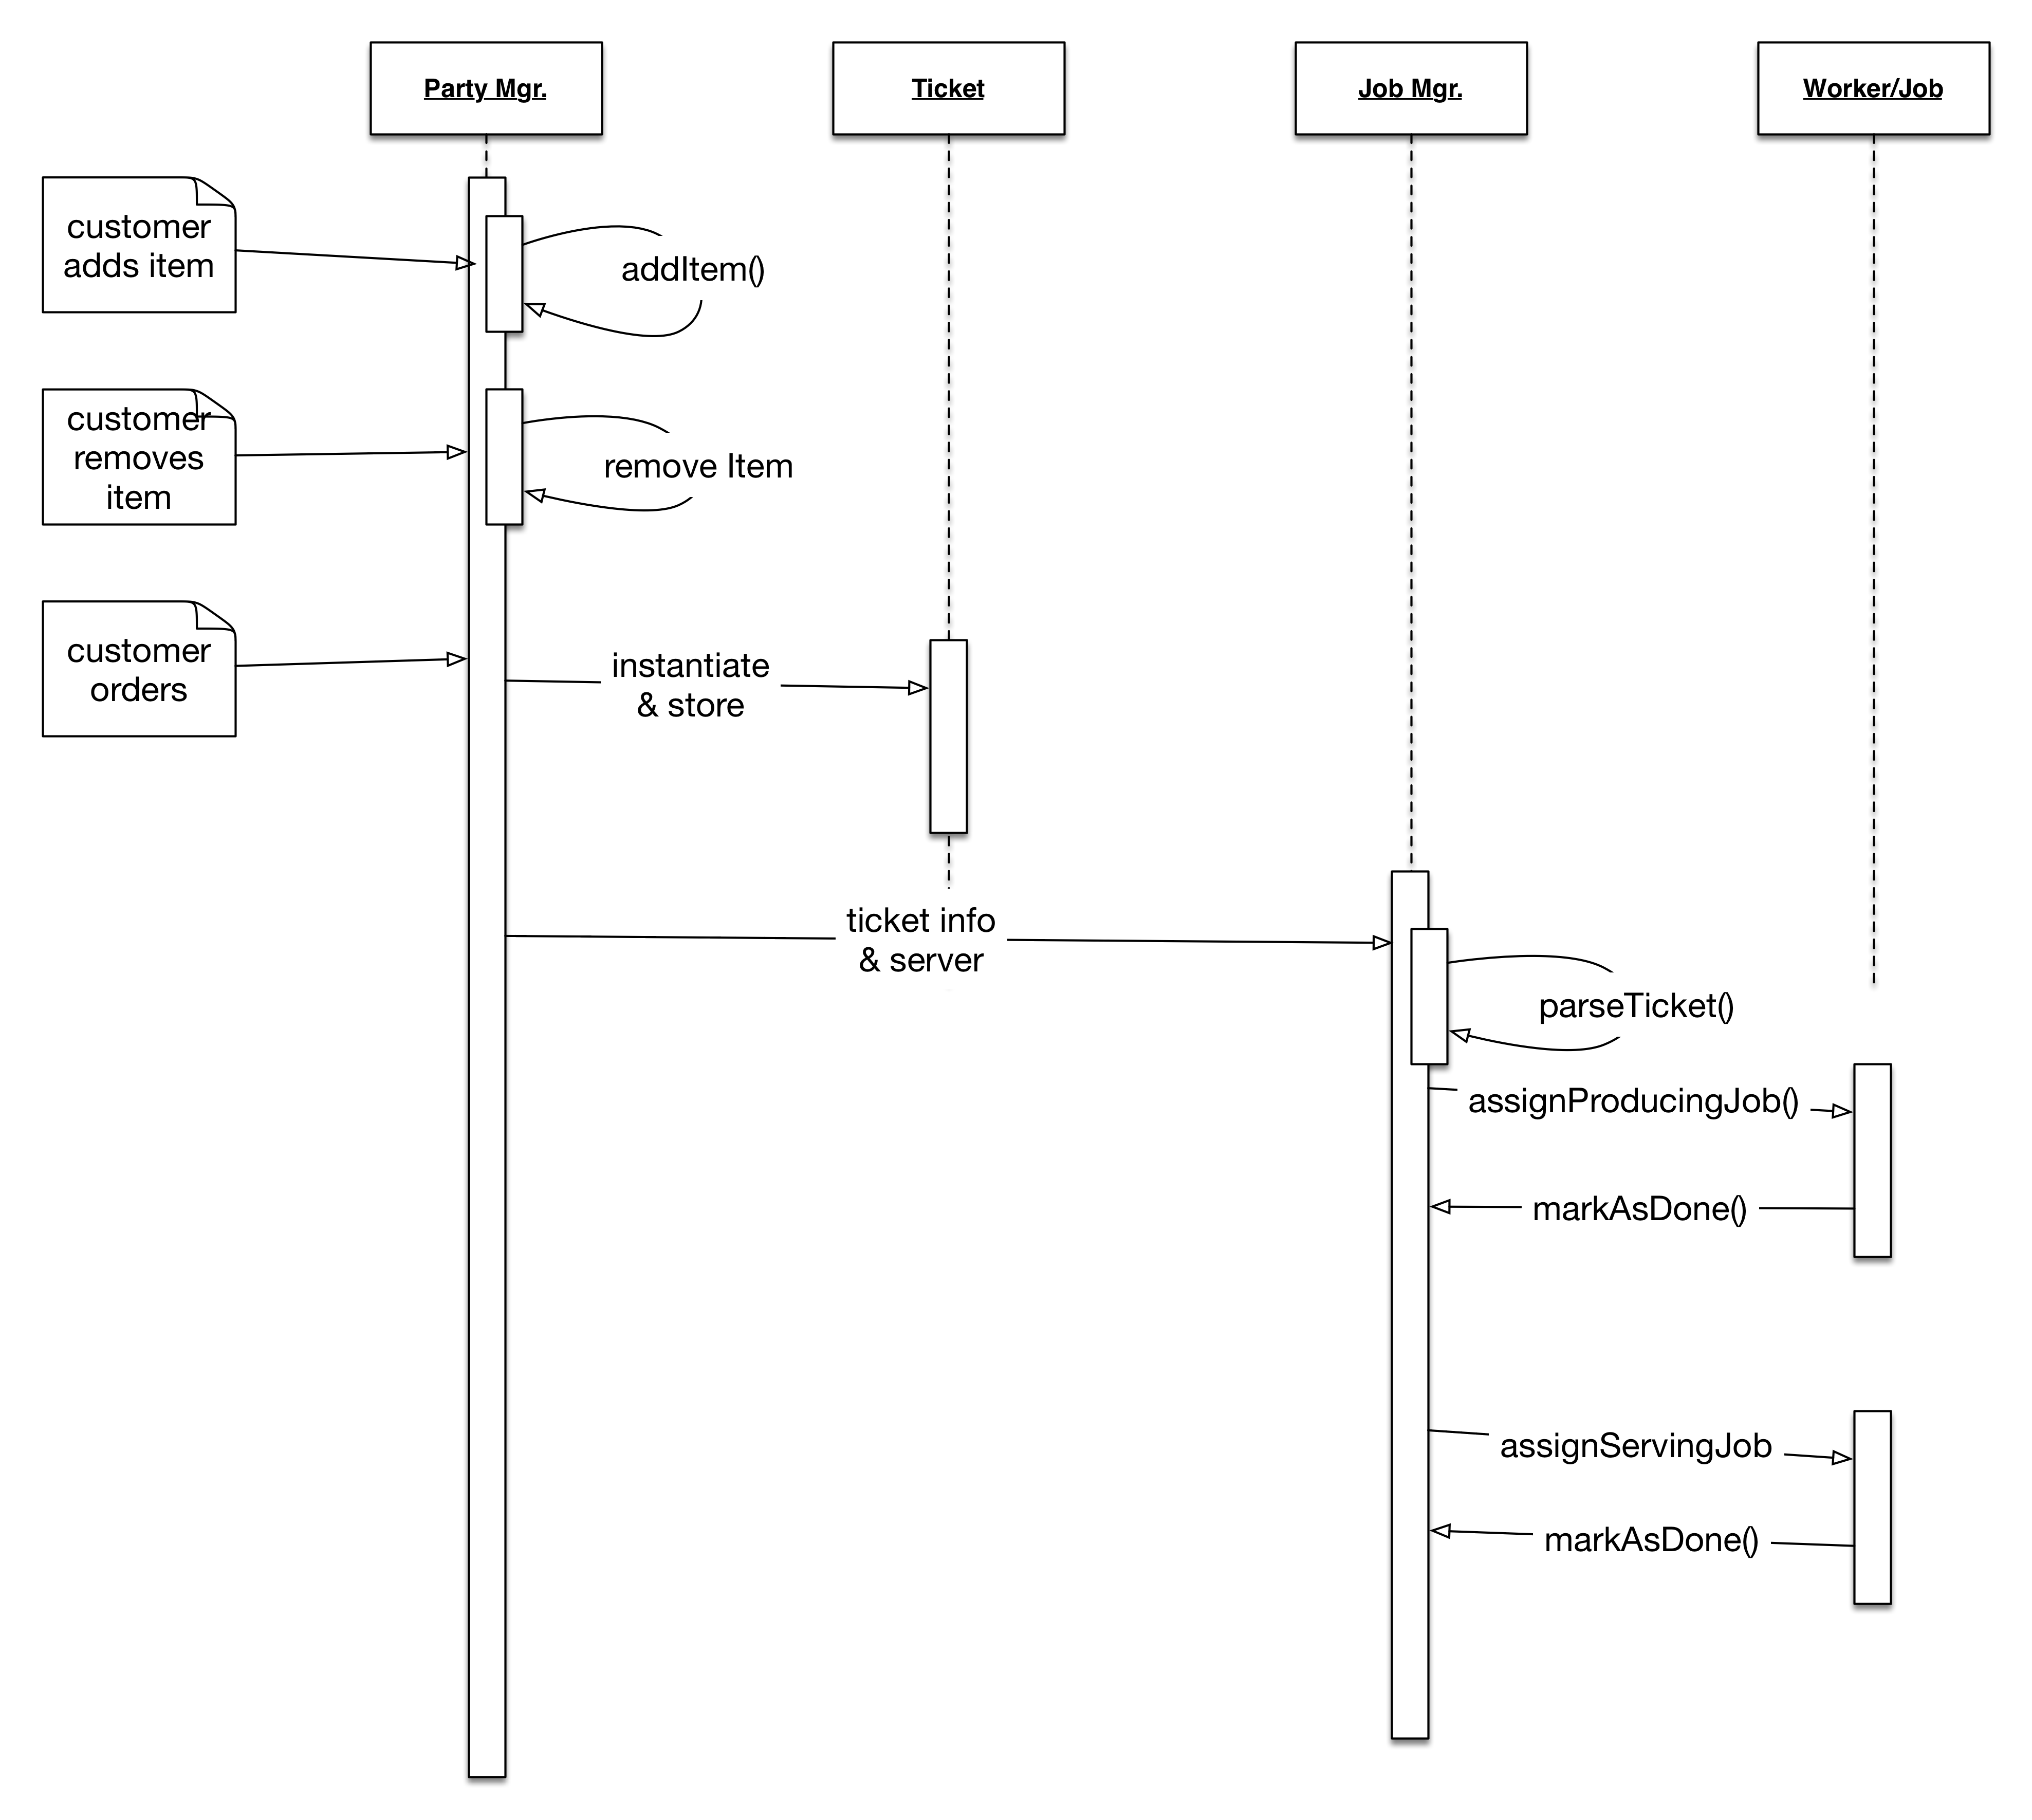 Party Mgr.
Ticket
Job Mgr.
Worker/Job
customer
adds item
addItem()
customer
removes
item
remove Item
customer
orders
instantiate
& store
ticket info
& server
parseTicket()
assignProducingJob()
markAsDone()
assignServingJob
markAsDone()